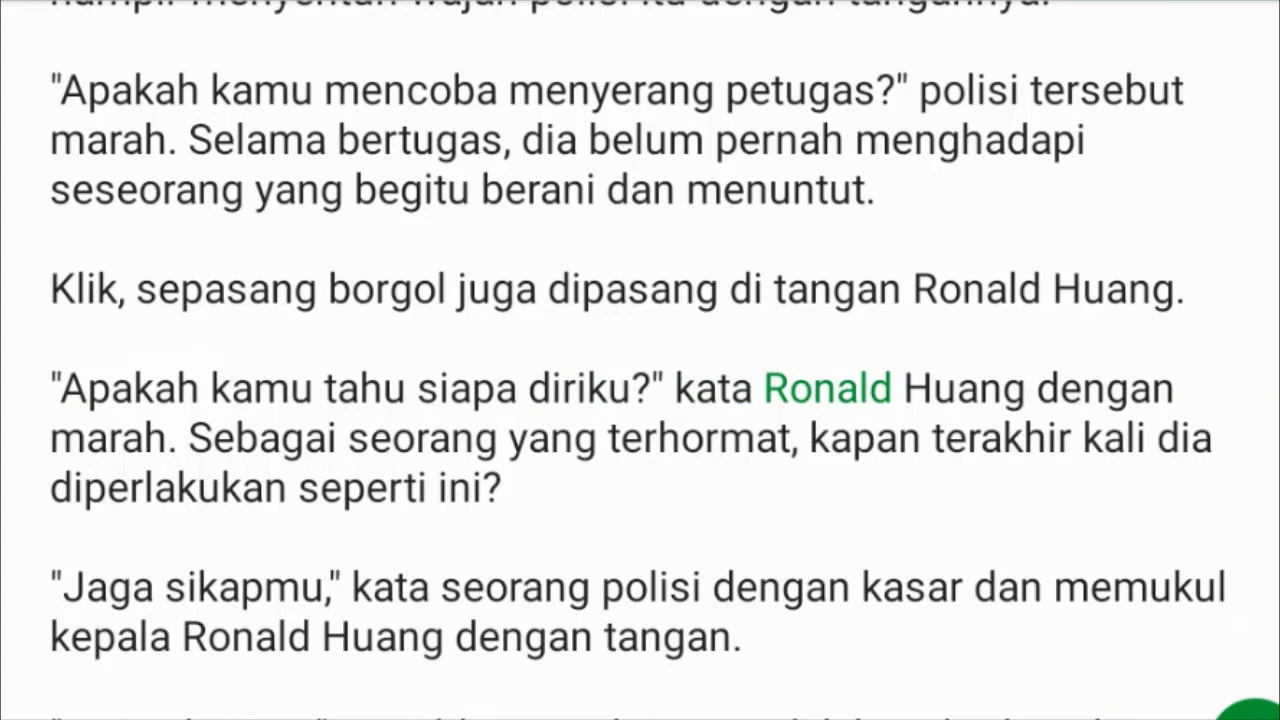 "Apakah kamu mencoba menyerang petugas?" polisi tersebut
marah. Selama bertugas, dia belum pernah menghadapi
seseorang yang begitu berani dan menuntut.
Klik, sepasang borgol juga dipasang di tangan Ronald Huang.
"Apakah kamu tahu siapa diriku?" kata Ronald Huang dengan
marah. Sebagai seorang yang terhormat, kapan terakhir kali dia
diperlakukan seperti ini?
"Jaga sikapmu," kata seorang polisi dengan kasar dan memukul
kepala Ronald Huang dengan tangan.